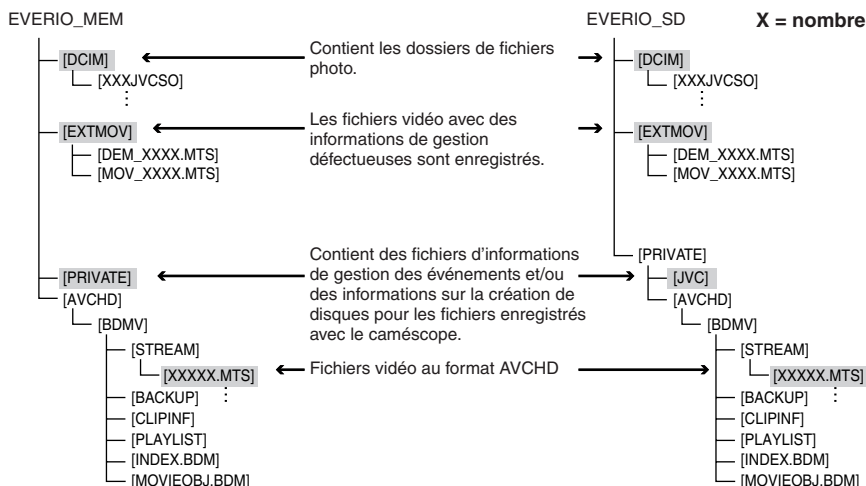 EVERIO_MEM
[DCIM]
[XXXJVCSO]
[EXTMOV]
[DEM_XXXX.MTS]
[MOV_XXXX.MTS]
[PRIVATE]
[AVCHD]
[BDMV]
[STREAM]
[XXXXX.MTS]
[BACKUP]
[CLIPINF]
[PLAYLIST]
[INDEX.BDM]
[MOVIEOBJ.BDM]
Contient les dossiers de fichiers
photo.
Les fichiers vidéo avec des
informations de gestion
défectueuses sont enregistrés.
Contient des fichiers d'informations
de gestion des événements et/ou
des informations sur la création de
disques pour les fichiers enregistrés
avec le caméscope.
Fichiers vidéo au format AVCHD
EVERIO_SD
X = nombre
[DCIM]
[XXXJVCSO]
[EXTMOV]
[DEM_XXXX.MTS]
[MOV_XXXX.MTS]
[PRIVATE]
[JVC]
[AVCHD]
[BDMV]
[STREAM]
[XXXXX.MTS]
[BACKUP]
[CLIPINF]
[PLAYLIST]
[INDEX.BDM]
[MOVIEOBJ.BDM]